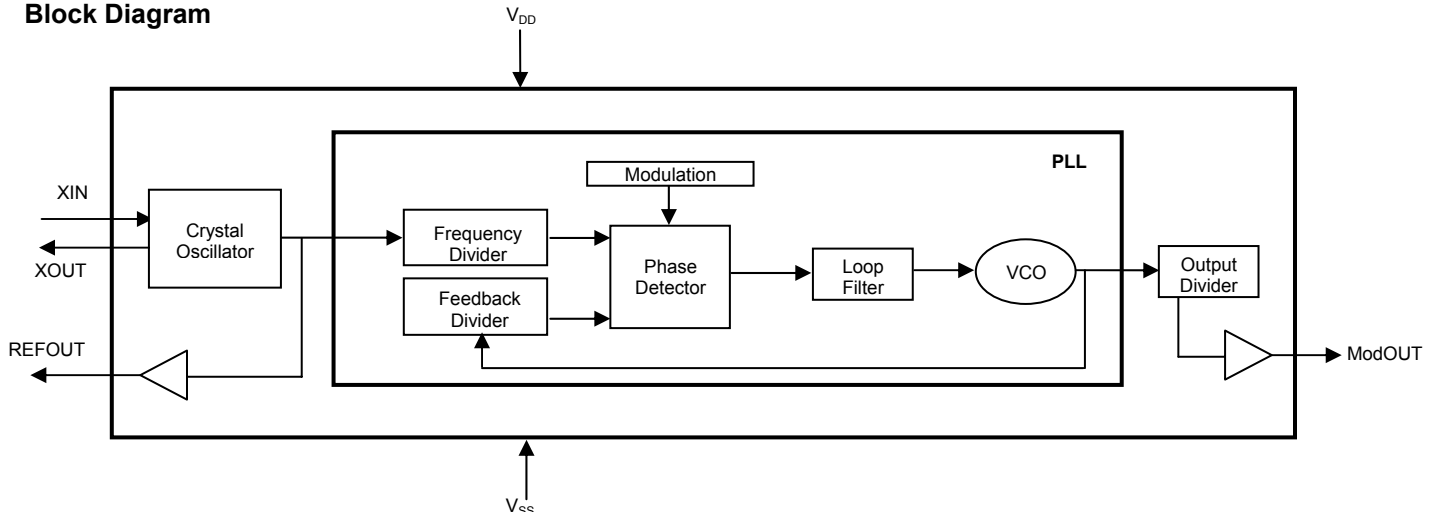 Block Diagram
VDD
PLL
Modulation
XIN
Crystal
Oscillator
XOUT
Frequency
Divider
Feedback
Divider
Phase
Detector
Loop
Filter
VCO
Output
Divider
REFOUT
ModOUT
VSS